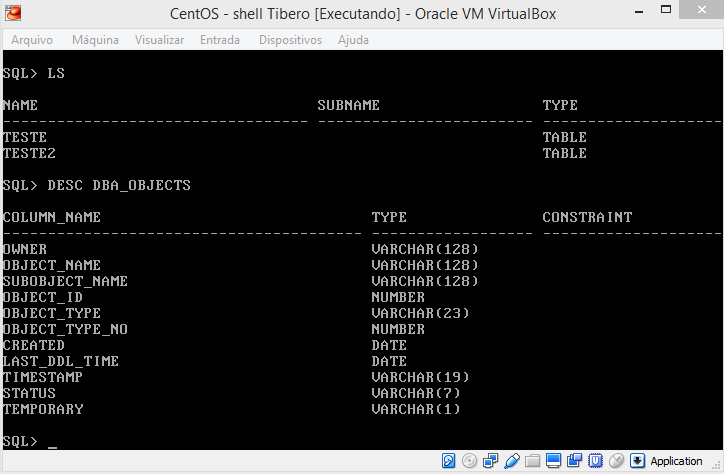 CentOS - shell Tibero [Executando] - Oracle VM VirtualBox
Arquivo Máquina Visualizar Entrada Dispositivos Ajuda
SQL> LS
NAME SUBNAME TYPE
---------------------------------- ------------------------ --------------------
TESTE TABLE
TESTE2 TABLE
SQL> DESC DBA_OBJECTS
COLUMN_NAME TYPE CONSTRAINT
---------------------------------------- ------------------ --------------------
OWNER VARCHAR(128)
OBJECT_NAME VARCHAR(128)
SUBOBJECT_NAME VARCHAR(128)
OBJECT_ID NUMBER
OBJECT_TYPE VARCHAR(23)
OBJECT_TYPE_NO NUMBER
CREATED DATE
LAST_DDL_TIME DATE
TIMESTAMP VARCHAR(19)
STATUS VARCHAR(7)
TEMPORARY VARCHAR(1)
SQL> _
Application